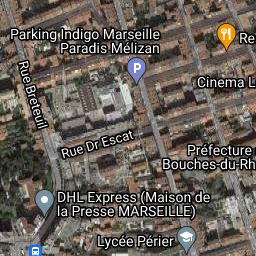 Parking Indigo Marseille
Paradis Mélizan
Re
Cinema L
Rue Breteuil
Rue Dr Escat
Préfecture
Bouches-du-Rh
DHL Express (Maison de
la Presse MARSEILLE)
Lycée Périer